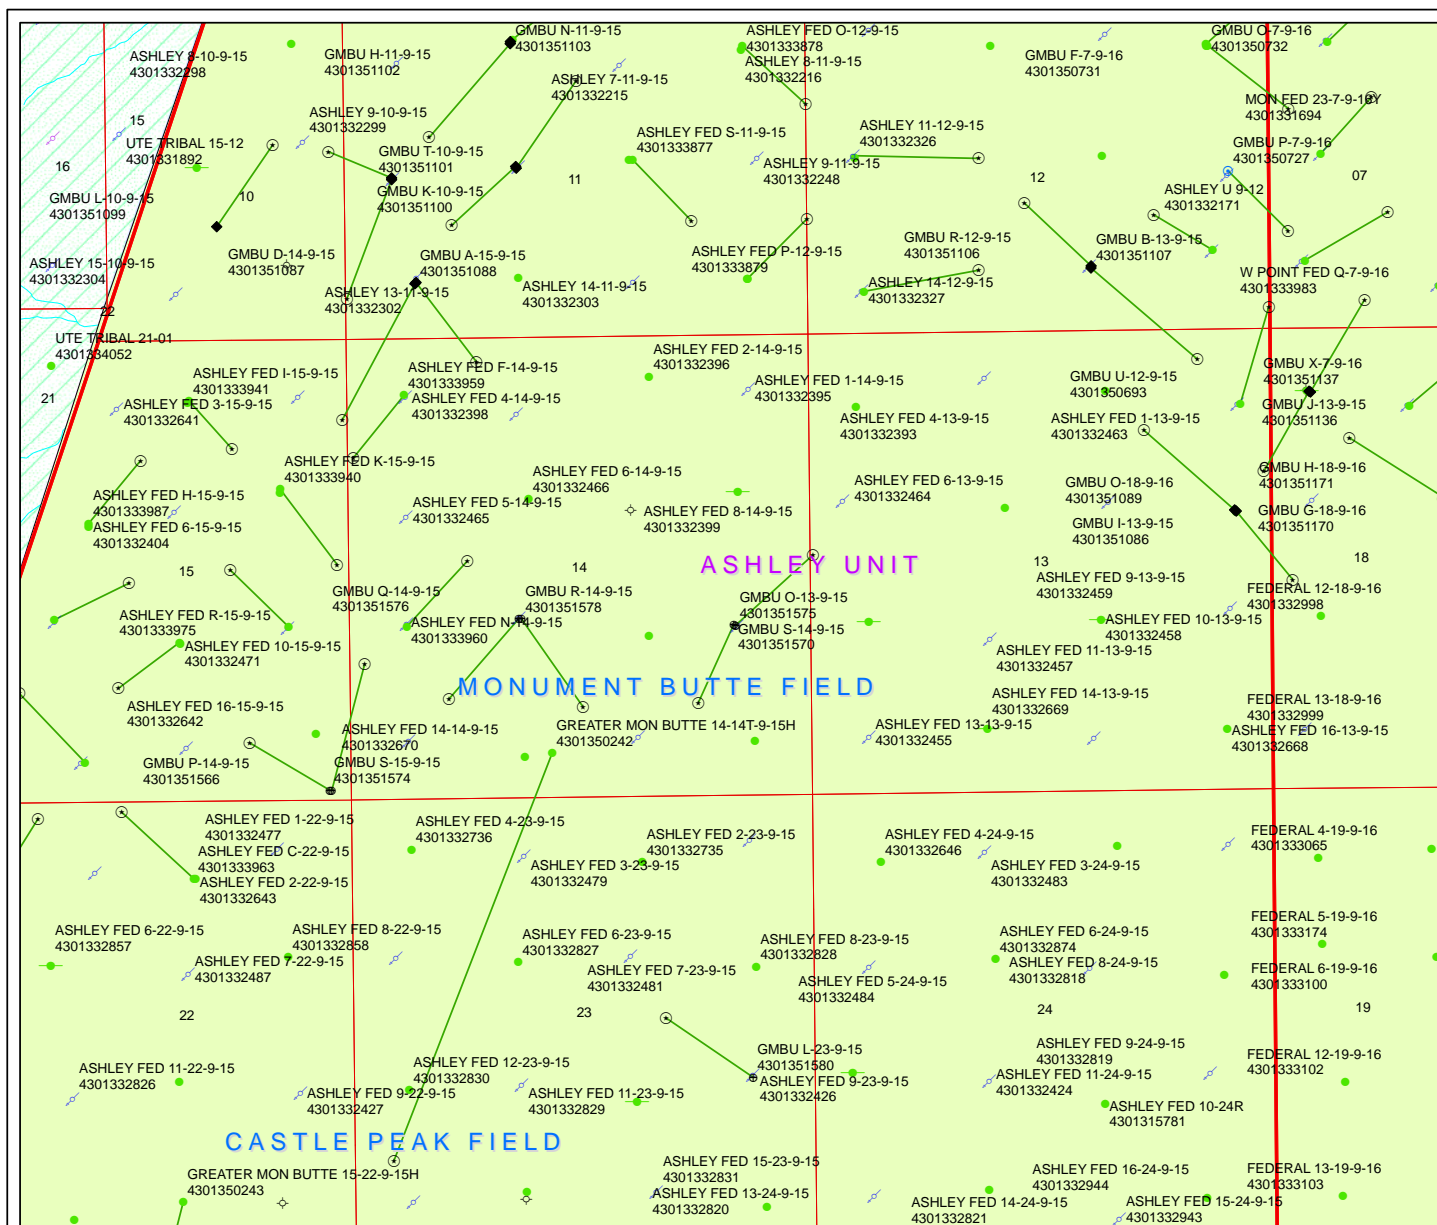 GMBU N-11-9-15
4301351103
ASHLEY FED O-12-9-15
4301333878
GMBU O-7-9-16
4301350732
ASHLEY 8-10-9-15
4301332298
GMBU H-11-9-15
4301351102
ASHLEY 8-11-9-15
4301332216
GMBU F-7-9-16
4301350731
ASHLEY 7-11-9-15
4301332215
MON FED 23-7-9-16Y
4301331694
15
ASHLEY 9-10-9-15
4301332299
UTE TRIBAL 15-12
4301331892
ASHLEY FED S-11-9-15
4301333877
ASHLEY 11-12-9-15
4301332326
GMBU P-7-9-16
4301350727
16
GMBU T-10-9-15
4301351101
ASHLEY 9-11-9-15
4301332248
11
12
07
GMBU L-10-9-15
4301351099
10
GMBU K-10-9-15
4301351100
ASHLEY U 9-12
4301332171
GMBU D-14-9-15
4301351087
GMBU A-15-9-15
4301351088
ASHLEY FED P-12-9-15
4301333879
GMBU R-12-9-15
4301351106
GMBU B-13-9-15
4301351107
ASHLEY 15-10-9-15
4301332304
ASHLEY 13-11-9-15
4301332302
ASHLEY 14-11-9-15
4301332303
ASHLEY 14-12-9-15
4301332327
W POINT FED Q-7-9-16
4301333983
22
UTE TRIBAL 21-01
4301334052
ASHLEY FED 2-14-9-15
4301332396
ASHLEY FED I-15-9-15
4301333941
ASHLEY FED F-14-9-15
4301333959
ASHLEY FED 1-14-9-15
4301332395
GMBU U-12-9-15
4301350693
GMBU X-7-9-16
4301351137
21
ASHLEY FED 3-15-9-15
4301332641
ASHLEY FED 4-14-9-15
4301332398
ASHLEY FED 4-13-9-15
4301332393
ASHLEY FED 1-13-9-15
4301332463
GMBU J-13-9-15
4301351136
ASHLEY FED K-15-9-15
4301333940
ASHLEY FED 6-14-9-15
4301332466
ASHLEY FED 6-13-9-15
4301332464
GMBU H-18-9-16
4301351171
ASHLEY FED H-15-9-15
4301333987
ASHLEY FED 5-14-9-15
4301332465
ASHLEY FED 8-14-9-15
4301332399
GMBU O-18-9-16
4301351089
GMBU G-18-9-16
4301351170
ASHLEY FED 6-15-9-15
4301332404
GMBU I-13-9-15
4301351086
15
14
ASHLEY UNIT
13
18
GMBU Q-14-9-15
4301351576
GMBU R-14-9-15
4301351578
GMBU O-13-9-15
4301351575
ASHLEY FED 9-13-9-15
4301332459
FEDERAL 12-18-9-16
4301332998
ASHLEY FED R-15-9-15
4301333975
ASHLEY FED N-14-9-15
4301333960
GMBU S-14-9-15
4301351570
ASHLEY FED 10-13-9-15
4301332458
ASHLEY FED 10-15-9-15
4301332471
ASHLEY FED 11-13-9-15
4301332457
MONUMENT BUTTE FIELD
ASHLEY FED 16-15-9-15
4301332642
ASHLEY FED 14-13-9-15
4301332669
FEDERAL 13-18-9-16
4301332999
ASHLEY FED 14-14-9-15
4301332670
GREATER MON BUTTE 14-14T-9-15H
4301350242
ASHLEY FED 13-13-9-15
4301332455
ASHLEY FED 16-13-9-15
4301332668
GMBU P-14-9-15
4301351566
GMBU S-15-9-15
4301351574
ASHLEY FED 1-22-9-15
4301332477
ASHLEY FED 4-23-9-15
4301332736
ASHLEY FED 2-23-9-15
4301332735
ASHLEY FED 4-24-9-15
4301332646
FEDERAL 4-19-9-16
4301333065
ASHLEY FED C-22-9-15
4301333963
ASHLEY FED 3-23-9-15
4301332479
ASHLEY FED 3-24-9-15
4301332483
ASHLEY FED 2-22-9-15
4301332643
ASHLEY FED 6-22-9-15
4301332857
ASHLEY FED 8-22-9-15
4301332858
ASHLEY FED 6-23-9-15
4301332827
ASHLEY FED 8-23-9-15
4301332828
ASHLEY FED 6-24-9-15
4301332874
FEDERAL 5-19-9-16
4301333174
ASHLEY FED 7-22-9-15
4301332487
ASHLEY FED 7-23-9-15
4301332481
ASHLEY FED 5-24-9-15
4301332484
ASHLEY FED 8-24-9-15
4301332818
FEDERAL 6-19-9-16
4301333100
22
23
24
19
ASHLEY FED 11-22-9-15
4301332826
ASHLEY FED 12-23-9-15
4301332830
GMBU L-23-9-15
4301351580
ASHLEY FED 9-24-9-15
4301332819
FEDERAL 12-19-9-16
4301333102
ASHLEY FED 9-22-9-15
4301332427
ASHLEY FED 11-23-9-15
4301332829
ASHLEY FED 9-23-9-15
4301332426
ASHLEY FED 11-24-9-15
4301332424
ASHLEY FED 10-24R
4301315781
CASTLE PEAK FIELD
GREATER MON BUTTE 15-22-9-15H
4301350243
ASHLEY FED 15-23-9-15
4301332831
ASHLEY FED 16-24-9-15
4301332944
FEDERAL 13-19-9-16
4301333103
ASHLEY FED 13-24-9-15
4301332820
ASHLEY FED 14-24-9-15
4301332821
ASHLEY FED 15-24-9-15
4301332943